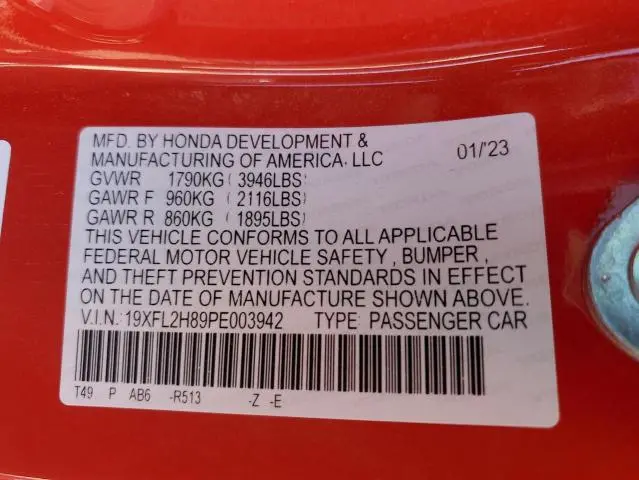 MFD. BY HONDA DEVELOPMENT &
MANUFACTURING OF AMERICA, LLC 01/'23
GVWR 1790KG ( 3946LBS)
GAWR F 960KG ( 2116LBS)
GAWR R 860KG ( 1895LBS)
THIS VEHICLE CONFORMS TO ALL APPLICABLE
FEDERAL MOTOR VEHICLE SAFETY , BUMPER ,
AND THEFT PREVENTION STANDARDS IN EFFECT
ON THE DATE OF MANUFACTURE SHOWN ABOVE.
V.I.N. 19XFL2H89PE003942 TYPE: PASSENGER CAR
T49 P AB6 -R513 -Z -E